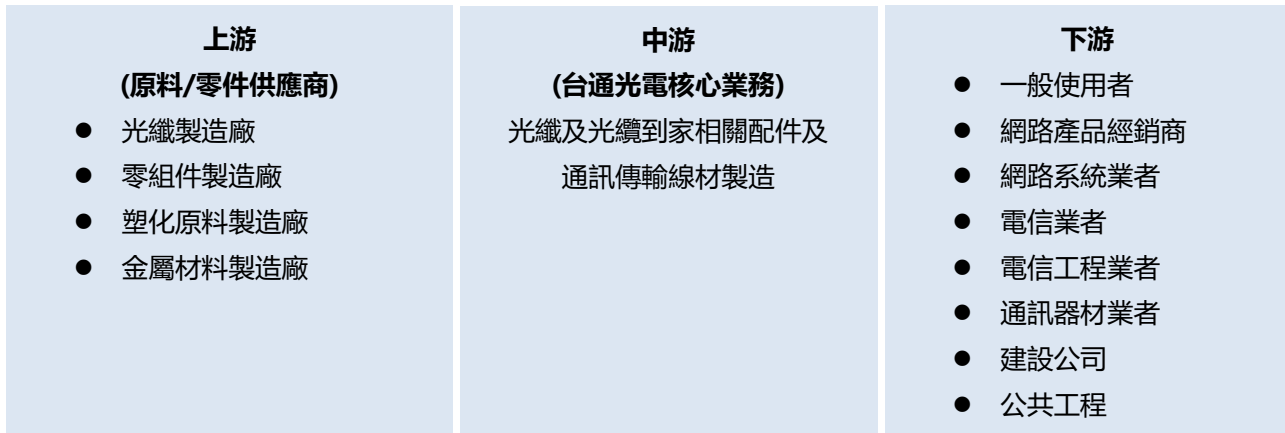 上游
(原料/零件供應商)
● 光纖製造廠
● 零組件製造廠
● 塑化原料製造廠
● 金屬材料製造廠
中游
(台通光電核心業務)
光纖及光纜到家相關配件及
通訊傳輸線材製造
下游
● 一般使用者
● 網路產品經銷商
● 網路系統業者
● 電信業者
● 電信工程業者
● 通訊器材業者
● 建設公司
● 公共工程